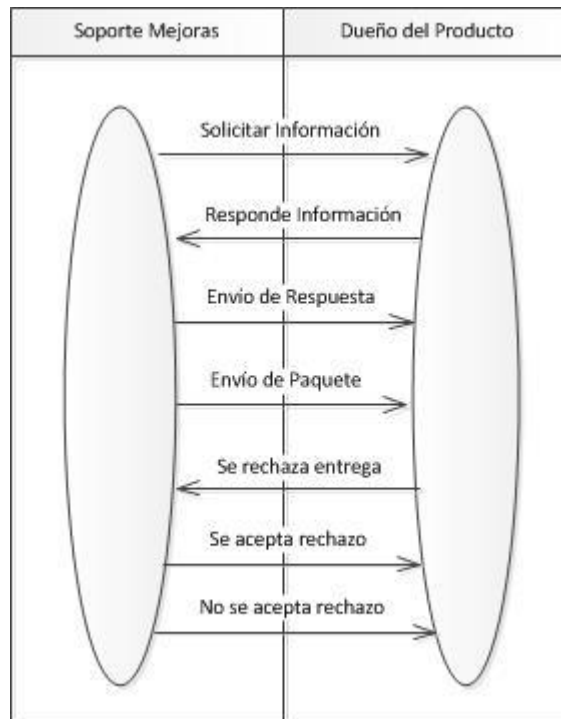 Soporte Mejoras
Dueño del Producto
Solicitar Información
Responde Información
Envío de Respuesta
Envío de Paquete
Se rechaza entrega
Se acepta rechazo
No se acepta rechazo